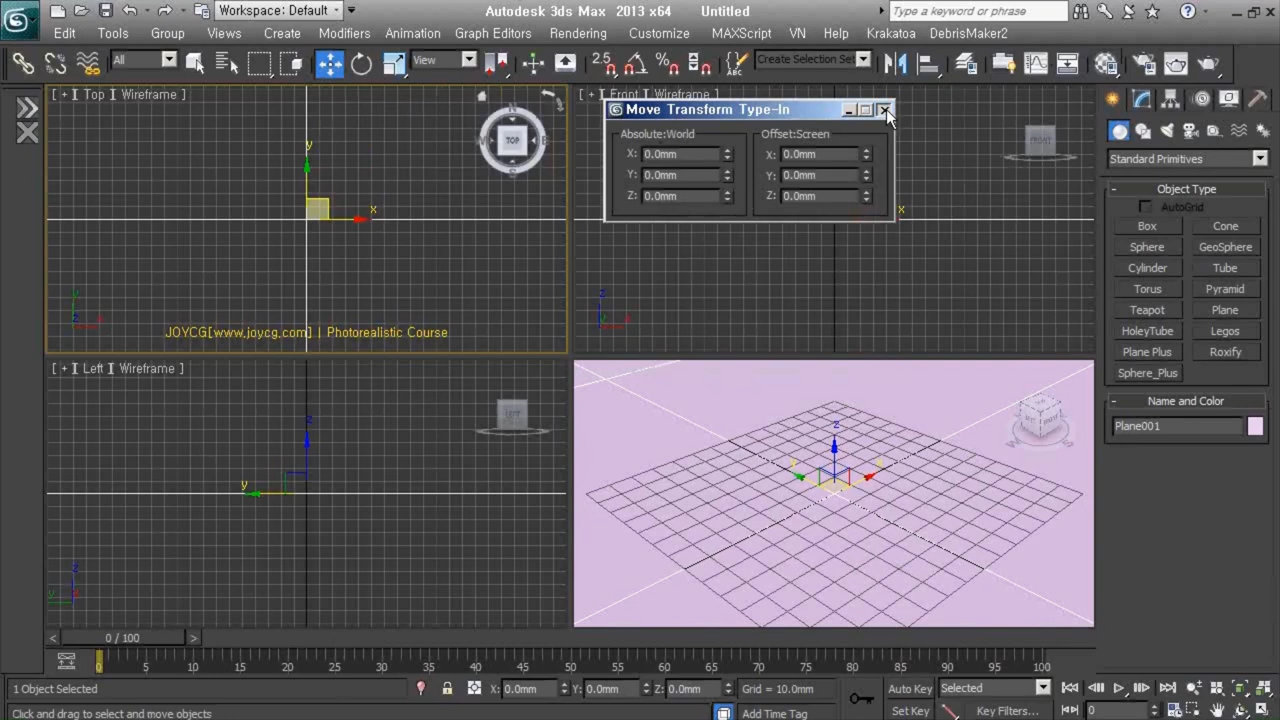 Workspace: Default
Autodesk 3ds Max 2013 x64 Untitled
Type a keyword or phrase
Edit Tools Group Views Create Modifiers Animation Graph Editors Rendering Customize MAXScript VN Help Krakatoa DebrisMaker2
All
View
2.5
Create Selection Set
[ + ] Top ] Wireframe ]
N
TOP
E
S
y
x
JOYCG[www.joycg.com] | Photorealistic Course
[ + ] Front ] Wireframe ]
FRONT
x
z
Move Transform Type-In
Absolute:World
X: 0.0mm
Y: 0.0mm
Z: 0.0mm
Offset:Screen
X: 0.0mm
Y: 0.0mm
Z: 0.0mm
[ + ] Left ] Wireframe ]
LEFT
z
y
z
y
z
Standard Primitives
- Object Type
AutoGrid
Box Cone
Sphere GeoSphere
Cylinder Tube
Torus Pyramid
Teapot Plane
HoleyTube Legos
Plane Plus Roxify
Sphere_Plus
- Name and Color
Plane001
< 0 / 100 >
0 5 10 15 20 25 30 35 40 45 50 55 60 65 70 75 80 85 90 95 100
1 Object Selected
X: 0.0mm Y: 0.0mm Z: 0.0mm Grid = 10.0mm
Auto Key Selected
Click and drag to select and move objects
Add Time Tag
Set Key Key Filters... 0